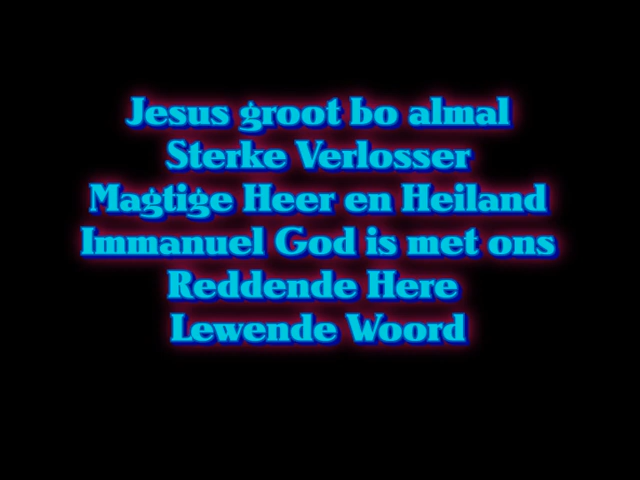 Jesus groot bo almal
Sterke Verlosser
Magtige Heer en Heiland
Immanuel God is met ons
Reddende Here
Lewende Woord